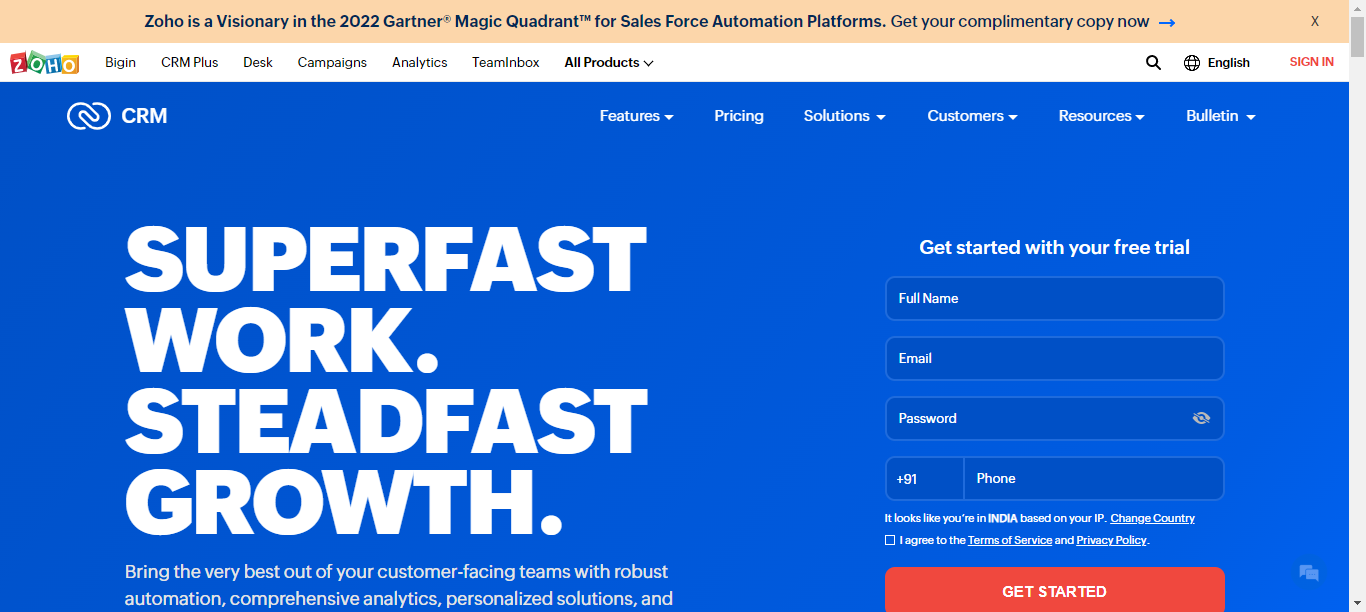 Zoho is a Visionary in the 2022 Gartner® Magic Quadrant™ for Sales Force Automation Platforms. Get your complimentary copy now → X
ZOHO Bigin CRM Plus Desk Campaigns Analytics TeamInbox All Products English SIGN IN
CRM Features Pricing Solutions Customers Resources Bulletin
SUPERFAST
WORK.
STEADFAST
GROWTH.
Bring the very best out of your customer-facing teams with robust
automation, comprehensive analytics, personalized solutions, and
Get started with your free trial
Full Name
Email
Password
+91 Phone
It looks like you're in INDIA based on your IP. Change Country
I agree to the Terms of Service and Privacy Policy.
GET STARTED